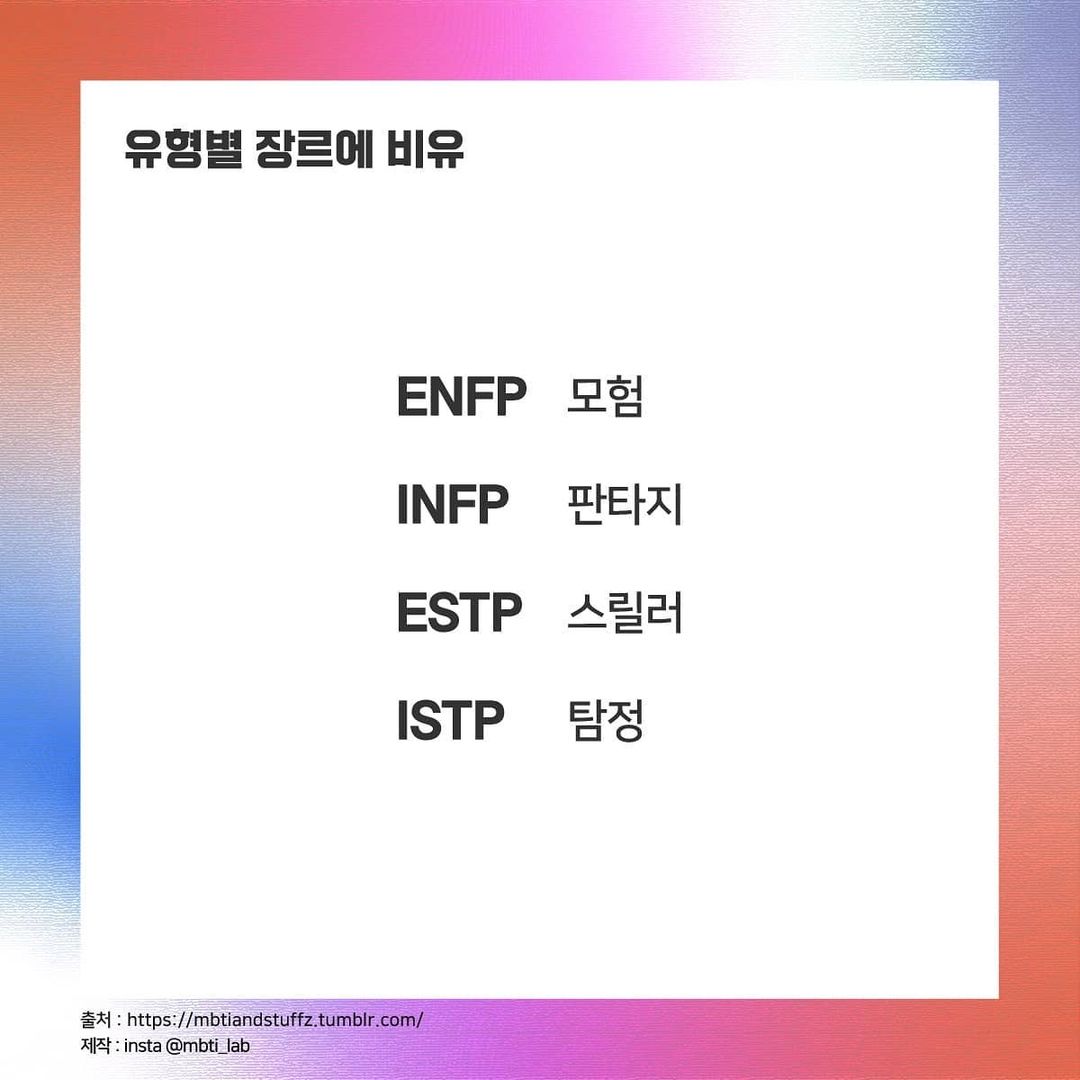 유형별 장르에 비유
ENFP 모험
INFP 판타지
ESTP 스릴러
ISTP 탐정
출처 : https://mbtiandstuffz.tumblr.com/
제작 : insta @mbti_lab